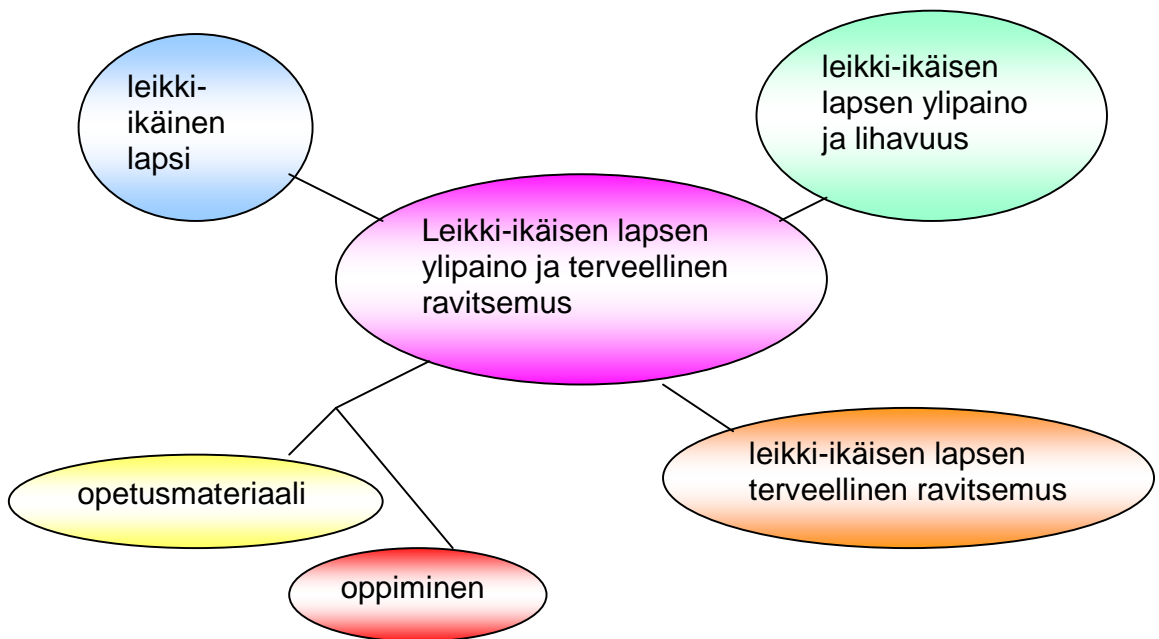 leikki-
ikäinen
lapsi
leikki-ikäisen
lapsen ylipaino
ja lihavuus
Leikki-ikäisen lapsen
ylipaino ja terveellinen
ravitsemus
opetusmateriaali
oppiminen
leikki-ikäisen lapsen
terveellinen ravitsemus